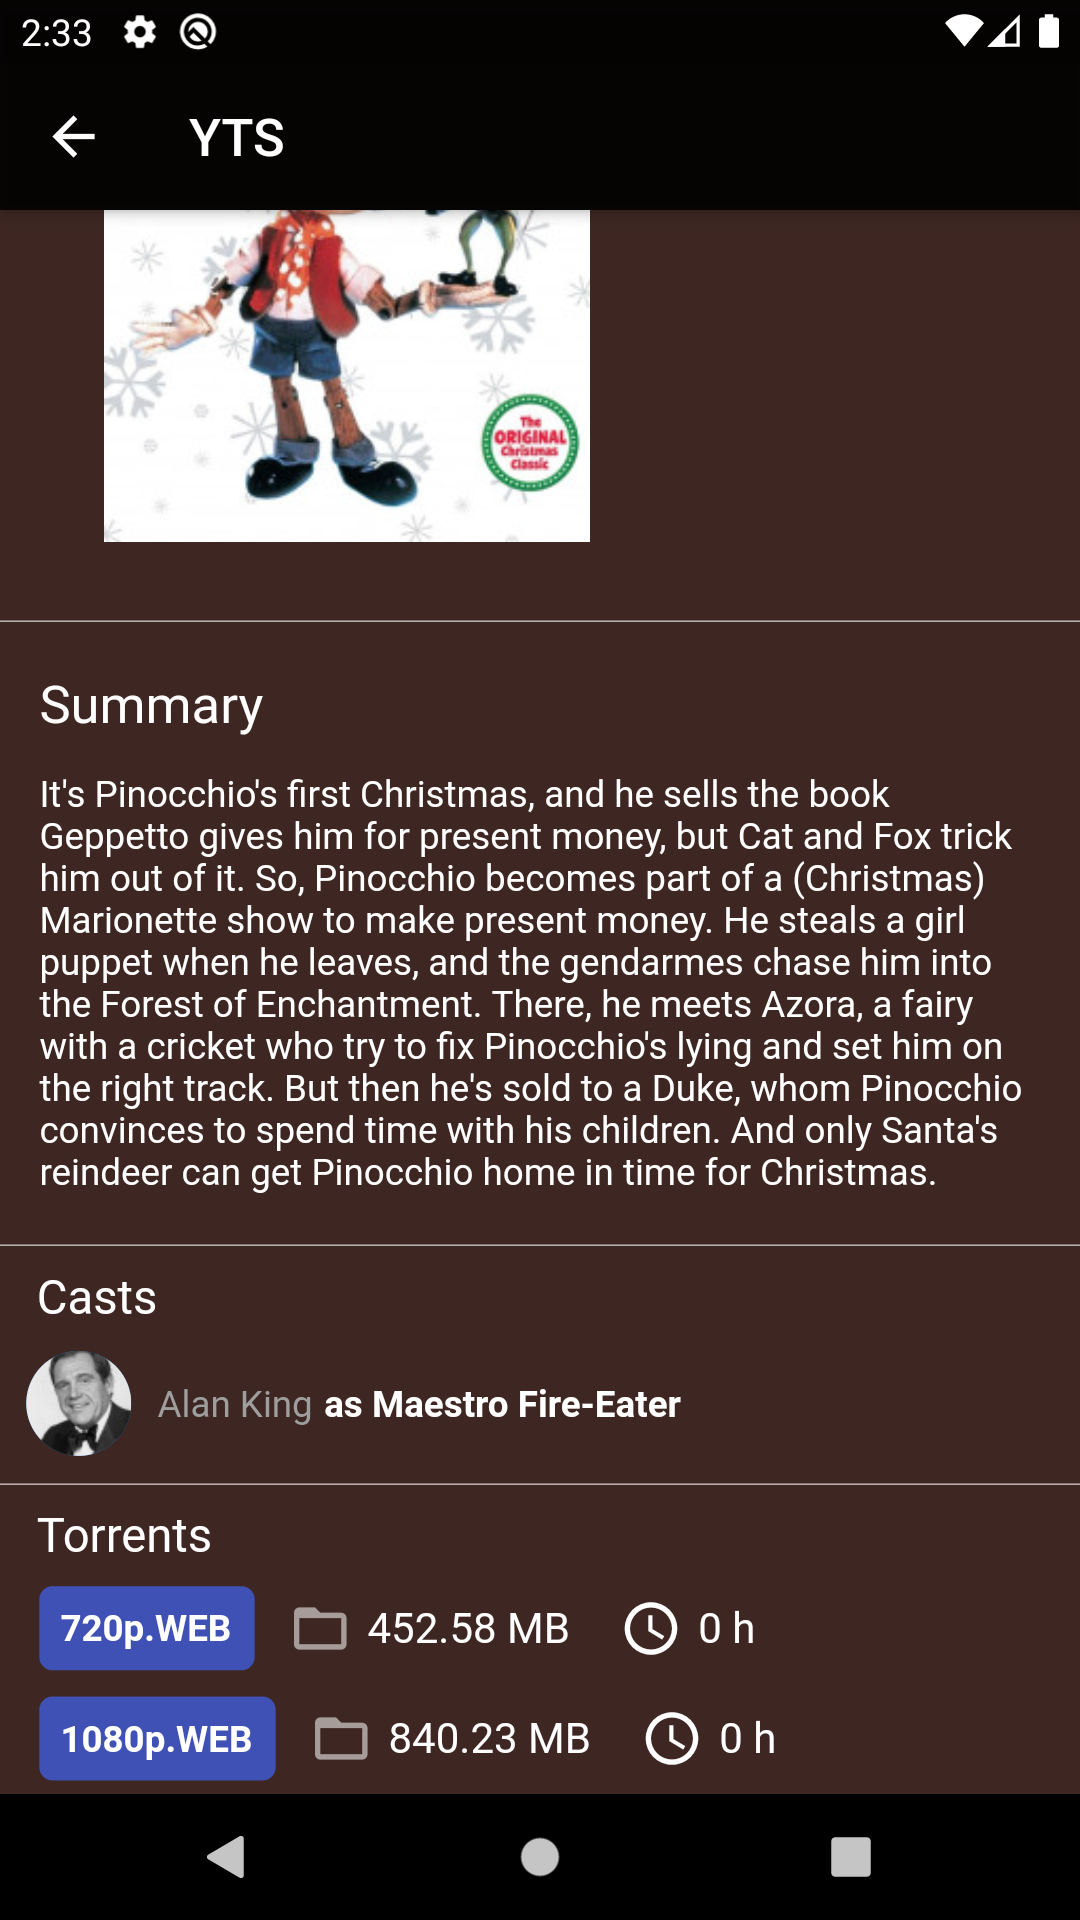 2:33
YTS
The
ORIGINAL
Christmas
Classic
Summary
It's Pinocchio's first Christmas, and he sells the book
Geppetto gives him for present money, but Cat and Fox trick
him out of it. So, Pinocchio becomes part of a (Christmas)
Marionette show to make present money. He steals a girl
puppet when he leaves, and the gendarmes chase him into
the Forest of Enchantment. There, he meets Azora, a fairy
with a cricket who try to fix Pinocchio's lying and set him on
the right track. But then he's sold to a Duke, whom Pinocchio
convinces to spend time with his children. And only Santa's
reindeer can get Pinocchio home in time for Christmas.
Casts
Alan King as Maestro Fire-Eater
Torrents
720p.WEB 452.58 MB 0 h
1080p.WEB 840.23 MB 0 h